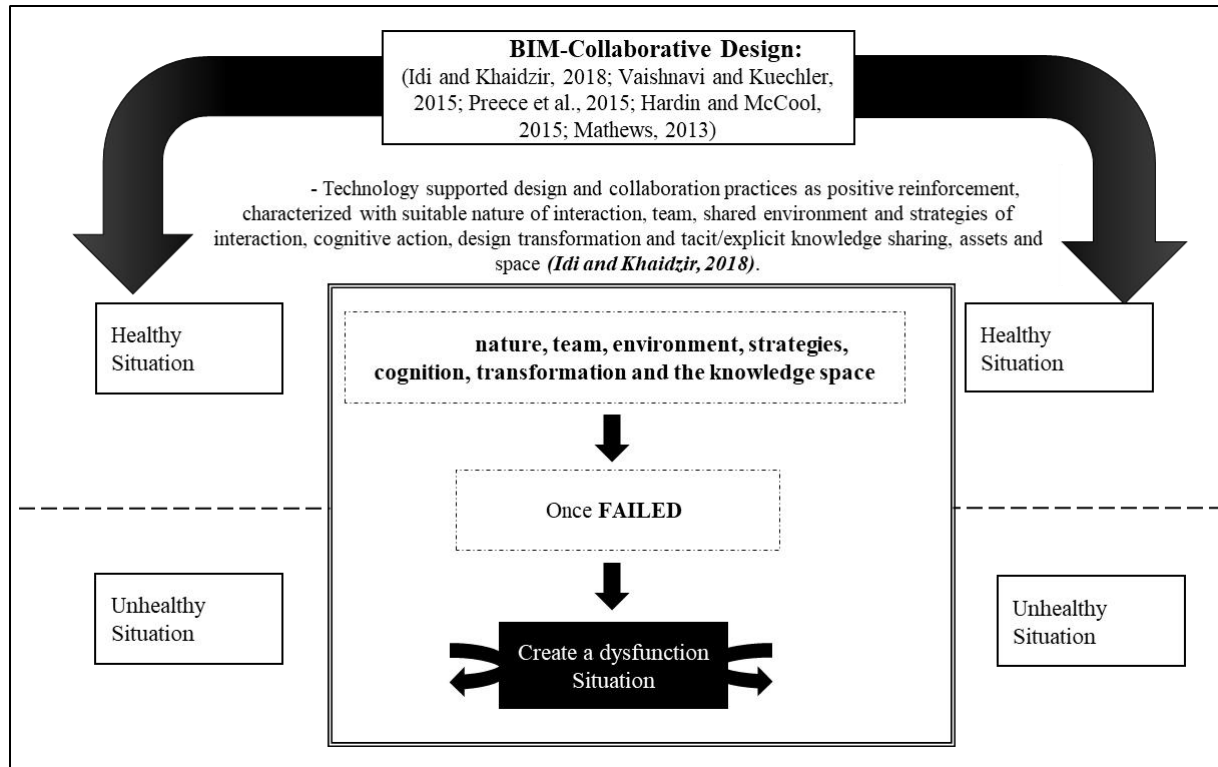 BIM-Collaborative Design:
(Idi and Khaidzir, 2018; Vaishnavi and Kuechler,
2015; Preece et al., 2015; Hardin and McCool,
2015; Mathews, 2013)
- Technology supported design and collaboration practices as positive reinforcement,
characterized with suitable nature of interaction, team, shared environment and strategies of
interaction, cognitive action, design transformation and tacit/explicit knowledge sharing, assets and
space (Idi and Khaidzir, 2018).
Healthy
Situation
nature, team, environment, strategies,
cognition, transformation and the knowledge space
Healthy
Situation
Once FAILED
Unhealthy
Situation
Create a dysfunction
Situation
Unhealthy
Situation